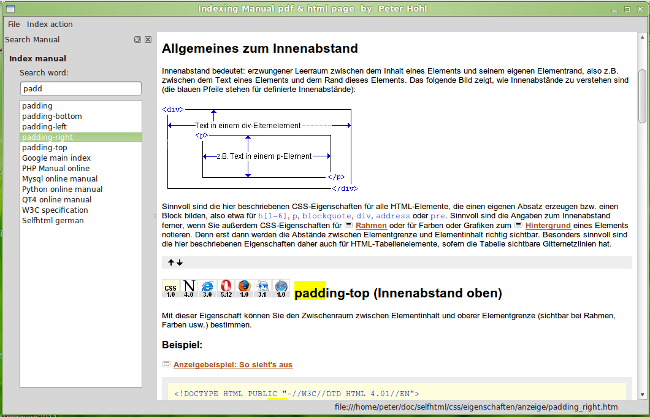 Indexing Manual pdf & html page by Peter Hohl
File Index action
Search Manual
Index manual
Search word:
padd
padding
padding-bottom
padding-left
padding-right
padding-top
Google main index
PHP Manual online
Mysql online manual
Python online manual
QT4 online manual
W3C specification
Selfhtml german
Allgemeines zum Innenabstand
Innenabstand bedeutet: erzwungener Leerraum zwischen dem Inhalt eines Elements und seinem eigenen Elementrand, also z.B.
zwischen dem Text eines Elements und dem Rand dieses Elements. Das folgende Bild zeigt, wie Innenabstände zu verstehen sind
(die blauen Pfeile stehen für definierte Innenabstände):
<div>
Text in einem div-Elternelement
<p>
z.B. Text in einem p-Element
</p>
</div>
Sinnvoll sind die hier beschriebenen CSS-Eigenschaften für alle HTML-Elemente, die einen eigenen Absatz erzeugen bzw. einen
Block bilden, also etwa für h[1-6], p, blockquote, div, address oder pre. Sinnvoll sind die Angaben zum Innenabstand
ferner, wenn Sie außerdem CSS-Eigenschaften für Rahmen oder für Farben oder Grafiken zum Hintergrund eines Elements
notieren. Denn erst dann werden die Abstände zwischen Elementgrenze und Elementinhalt richtig sichtbar. Besonders sinnvoll sind
die hier beschriebenen Eigenschaften daher auch für HTML-Tabellenelemente, sofern die Tabelle sichtbare Gitternetzlinien hat.
CSS 1.0 N 4.0 3.0 5.12 1.0 3.1 1.0 padding-top (Innenabstand oben)
Mit dieser Eigenschaft können Sie den Zwischenraum zwischen Elementinhalt und oberer Elementgrenze (sichtbar bei Rahmen,
Farben usw.) bestimmen.
Beispiel:
Anzeigebeispiel: So sieht's aus
<!DOCTYPE HTML PUBLIC "-//W3C//DTD HTML 4.01//EN">
file:///home/peter/doc/selfhtml/css/eigenschaften/anzeige/padding_right.htm